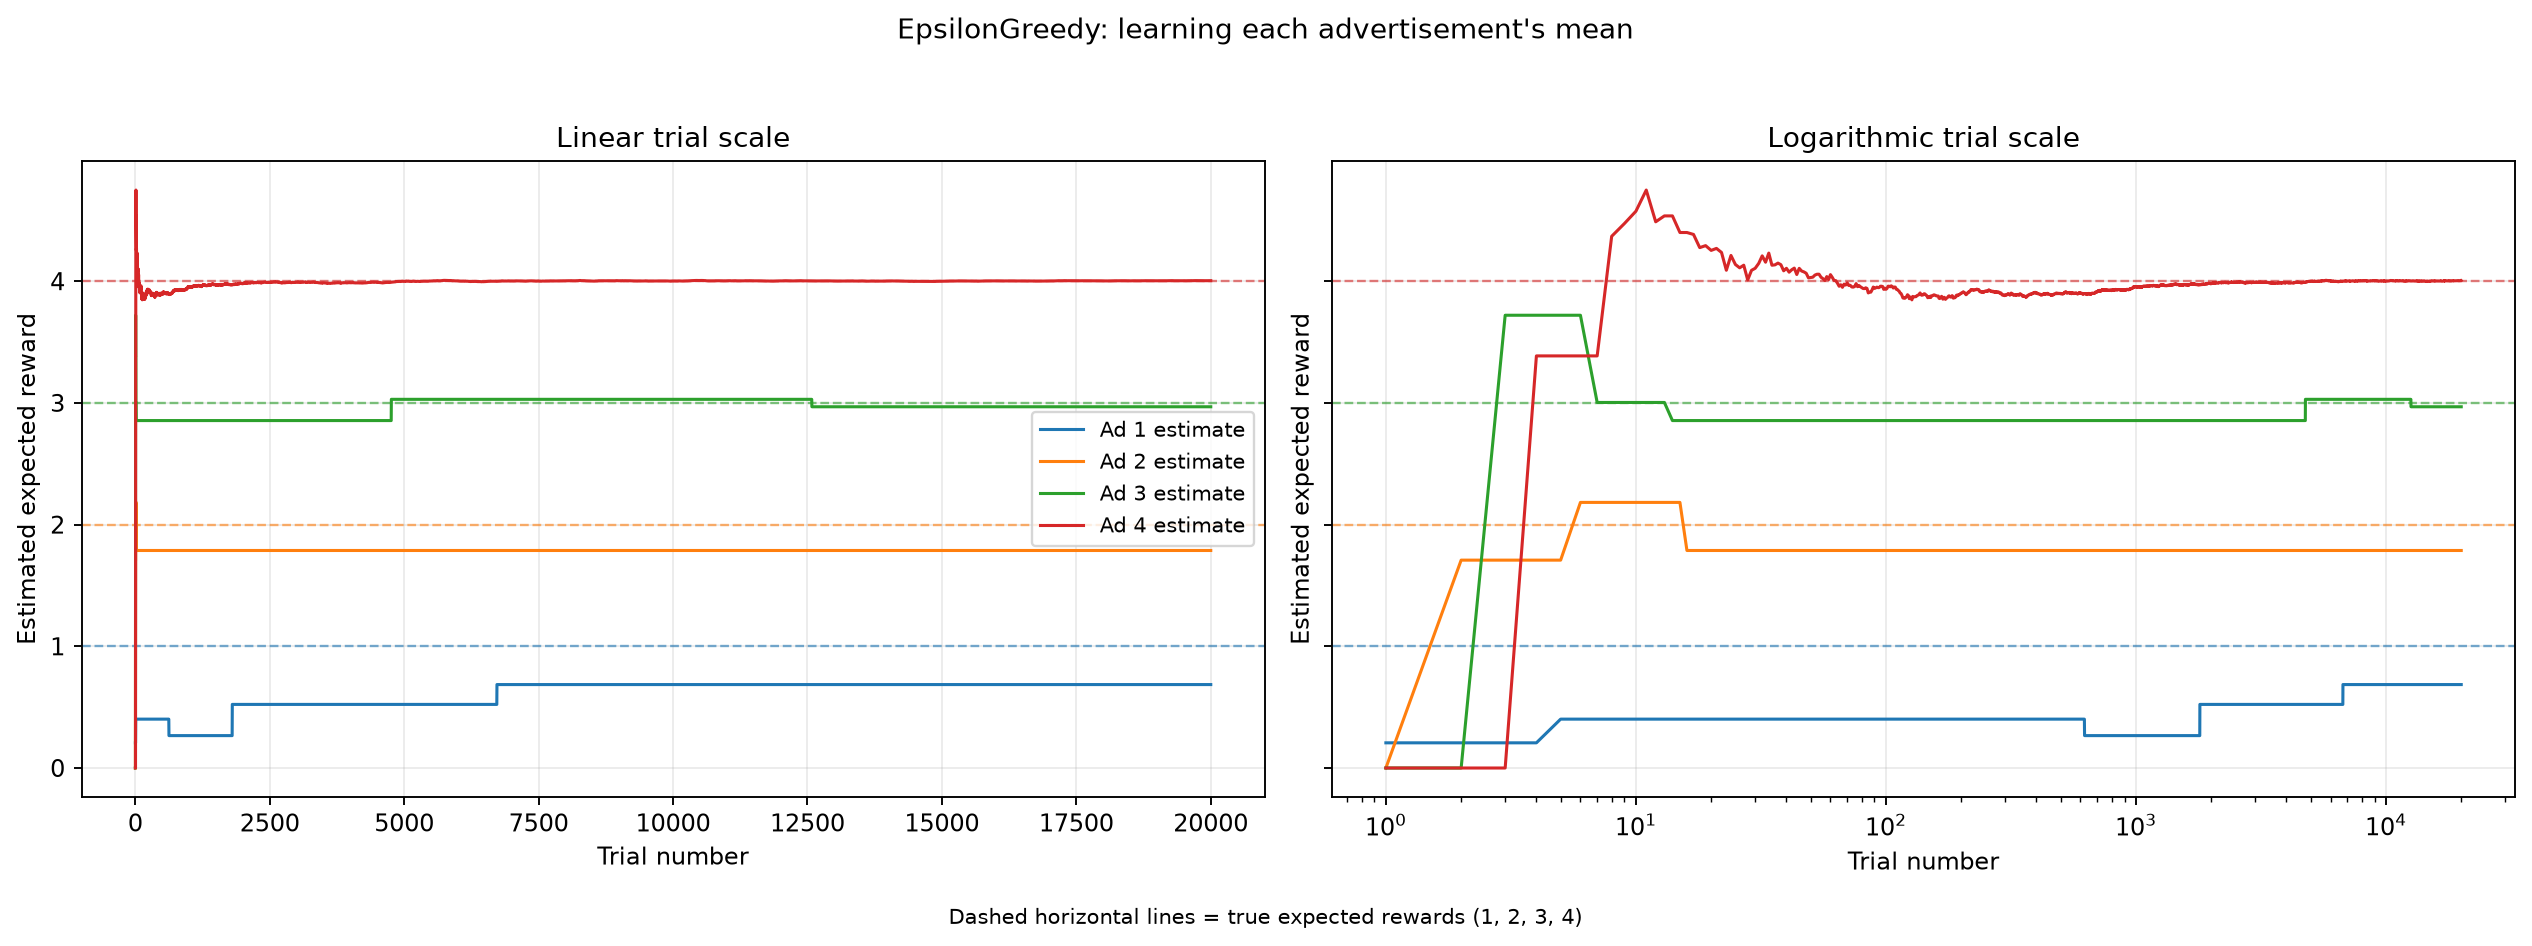 EpsilonGreedy: learning each advertisement's mean
Linear trial scale
Estimated expected reward
4
3
2
1
0
Ad 1 estimate
Ad 2 estimate
Ad 3 estimate
Ad 4 estimate
0 2500 5000 7500 10000 12500 15000 17500 20000
Trial number
Logarithmic trial scale
Estimated expected reward
10⁰ 10¹ 10² 10³ 10⁴
Trial number
Dashed horizontal lines = true expected rewards (1, 2, 3, 4)